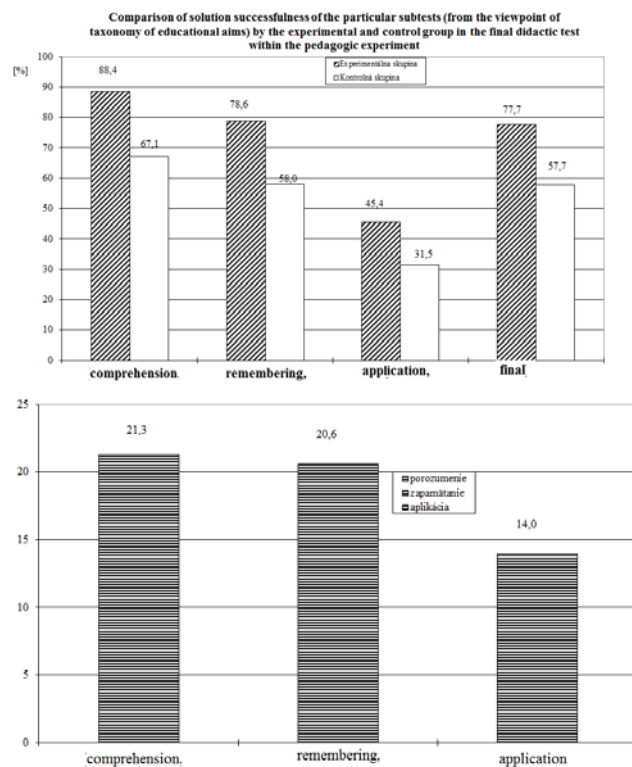 Comparison of solution successfulness of the particular subtests (from the viewpoint of
taxonomy of educational aims) by the experimental and control group in the final didactic test
within the pedagogic experiment
[%]
100
90
80
70
60
50
40
30
20
10
0
Experimentálna skupina
Kontrolná skupina
88,4
67,1
78,6
58,0
45,4
31,5
77,7
57,7
comprehension,
remembering,
application,
final
25
20
15
10
5
0
21,3
20,6
14,0
porozumenie
zapamätanie
aplikácia
comprehension,
remembering,
application